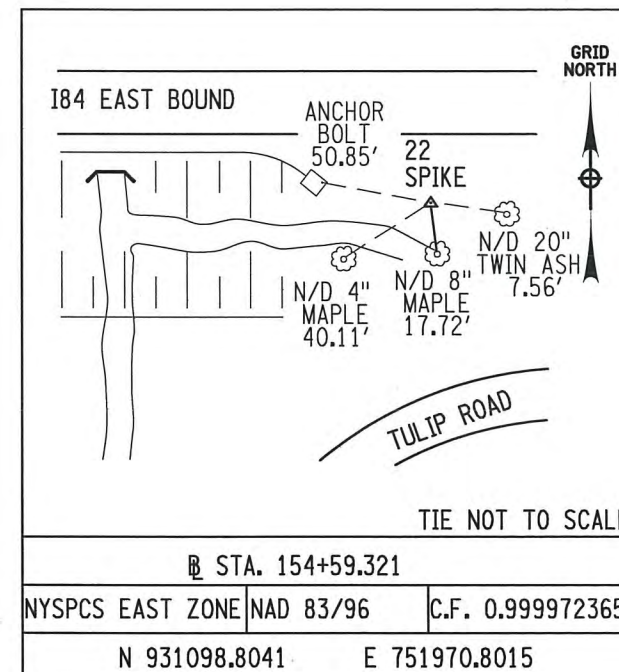 GRID
NORTH
I84 EAST BOUND
ANCHOR
BOLT
50.85'
22
SPIKE
N/D 20"
TWIN ASH
7.56'
N/D 4"
MAPLE
40.11'
N/D 8"
MAPLE
17.72'
TULIP ROAD
TIE NOT TO SCAL
BL STA. 154+59.321
NYSPCS EAST ZONE NAD 83/96 C.F. 0.999972365
N 931098.8041 E 751970.8015